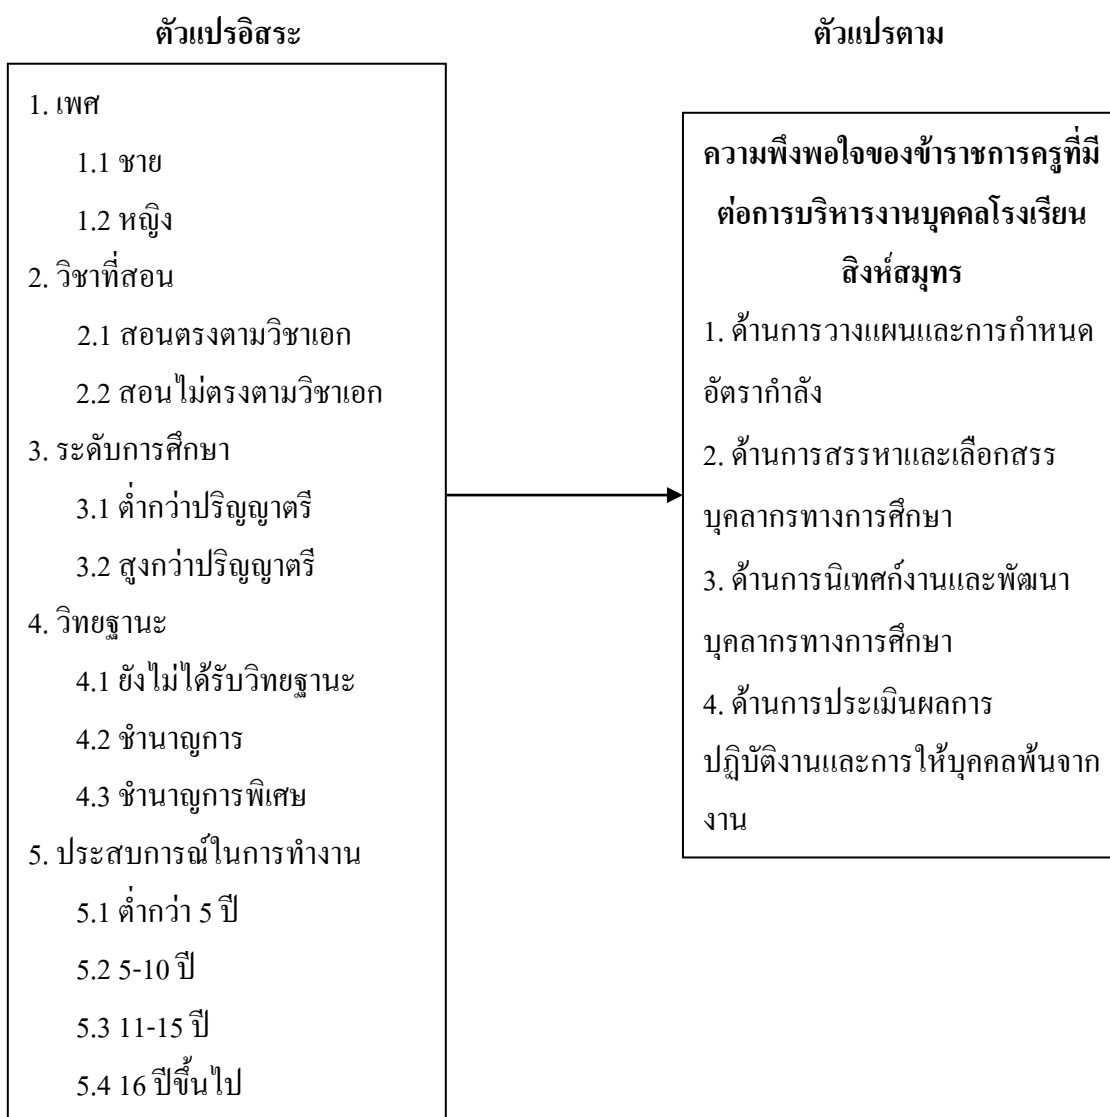 ตัวแปรอิสระ
1. เพศ
1.1 ชาย
1.2 หญิง
2. วิชาที่สอน
2.1 สอนตรงตามวิชาเอก
2.2 สอนไม่ตรงตามวิชาเอก
3. ระดับการศึกษา
3.1 ต่ำกว่าปริญญาตรี
3.2 สูงกว่าปริญญาตรี
4. วิทยฐานะ
4.1 ยังไม่ได้รับวิทยฐานะ
4.2 ชำนาญการ
4.3 ชำนาญการพิเศษ
5. ประสบการณ์ในการทำงาน
5.1 ต่ำกว่า 5 ปี
5.2 5-10 ปี
5.3 11-15 ปี
5.4 16 ปีขึ้นไป
ตัวแปรตาม
ความพึงพอใจของข้าราชการครูที่มี
ต่อการบริหารงานบุคคลโรงเรียน
สิงห์สมุทร
1. ด้านการวางแผนและการกำหนด
อัตรากำลัง
2. ด้านการสรรหาและเลือกสรร
บุคลากรทางการศึกษา
3. ด้านการนิเทศก์งานและพัฒนา
บุคลากรทางการศึกษา
4. ด้านการประเมินผลการ
ปฏิบัติงานและการให้บุคคลพ้นจาก
งาน